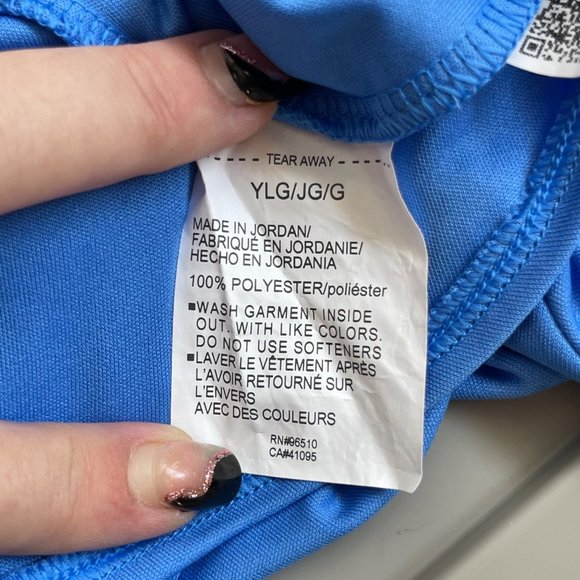 - - - - TEAR AWAY - - - - -
YLG/JG/G
MADE IN JORDAN/
FABRIQUÉ EN JORDANIE/
HECHO EN JORDANIA
100% POLYESTER/poliéster
■WASH GARMENT INSIDE
OUT. WITH LIKE COLORS.
DO NOT USE SOFTENERS
■LAVER LE VÊTEMENT APRÈS
L'AVOIR RETOURNÉ SUR
L'ENVERS
AVEC DES COULEURS
RN#96510
CA#41095